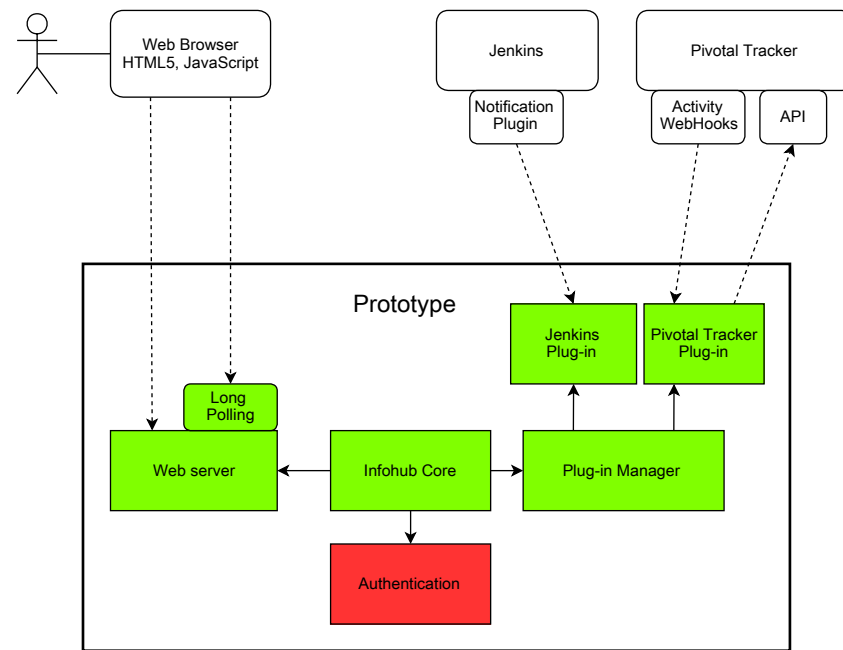 Web Browser
HTML5, JavaScript
Jenkins
Notification
Plugin
Pivotal Tracker
Activity
WebHooks
API
Prototype
Jenkins
Plug-in
Pivotal Tracker
Plug-in
Long
Polling
Web server
Infohub Core
Plug-in Manager
Authentication